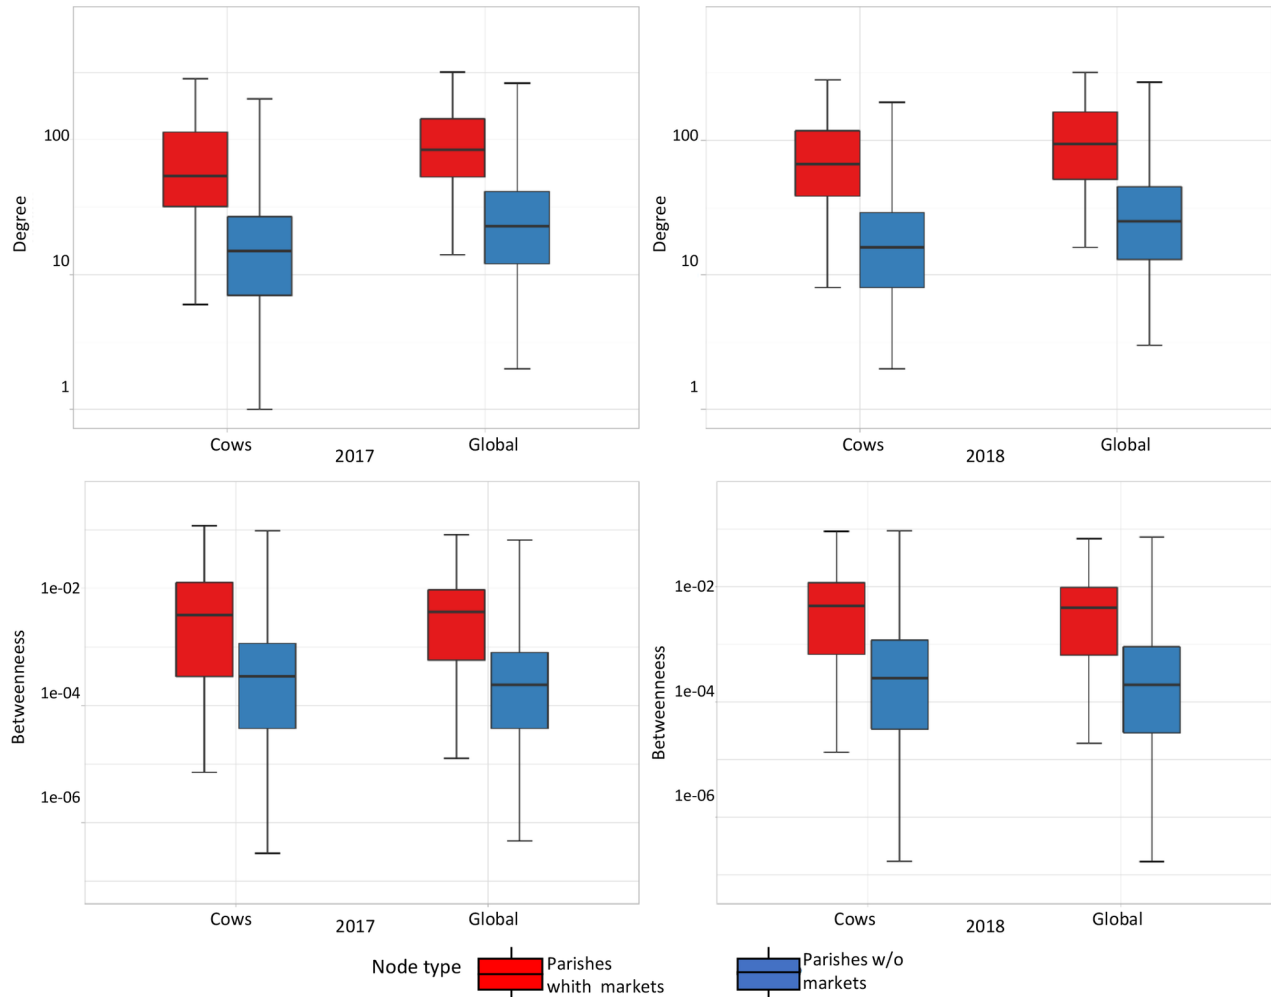 Degree
100
10
1
Cows
Global
2017
Degree
100
10
1
Cows
Global
2018
Betweenneess
1e-02
1e-04
1e-06
Cows
Global
2017
Betweenneess
1e-02
1e-04
1e-06
Cows
Global
2018
Node type
Parishes
whith markets
Parishes w/o
markets